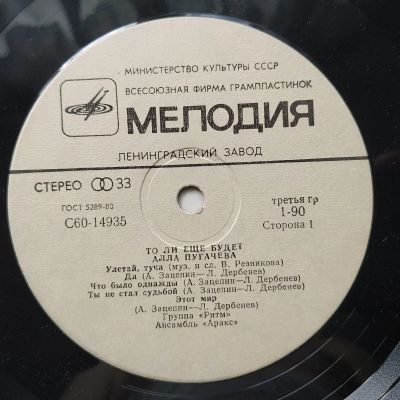 МИНИСТЕРСТВО КУЛЬТУРЫ СССР
ВСЕСОЮЗНАЯ ФИРМА ГРАМПЛАСТИНОК
МЕЛОДИЯ
ЛЕНИНГРАДСКИЙ ЗАВОД
СТЕРЕО 33
ГОСТ 5289-80
С60-14935
третья гр
1-90
Сторона 1
ТО ЛИ ЕЩЕ БУДЕТ
АЛЛА ПУГАЧЕВА
Улетай, туча (муз. и сл. В. Резникова)
Да (А. Зацепин—Л. Дербенев)
Что было однажды (А. Зацепин—Л. Дербенев)
Ты не стал судьбой (А. Зацепин—Л. Дербенев)
Этот мир
(А. Зацепин—Л. Дербенев)
Группа «Ритм»
Ансамбль «Аракс»